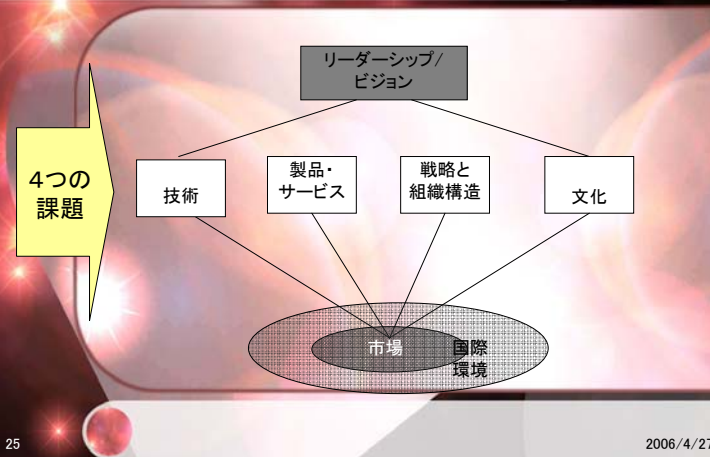 リーダーシップ/
ビジョン
4つの
課題
技術
製品・
サービス
戦略と
組織構造
文化
市場
国際
環境
25
2006/4/27